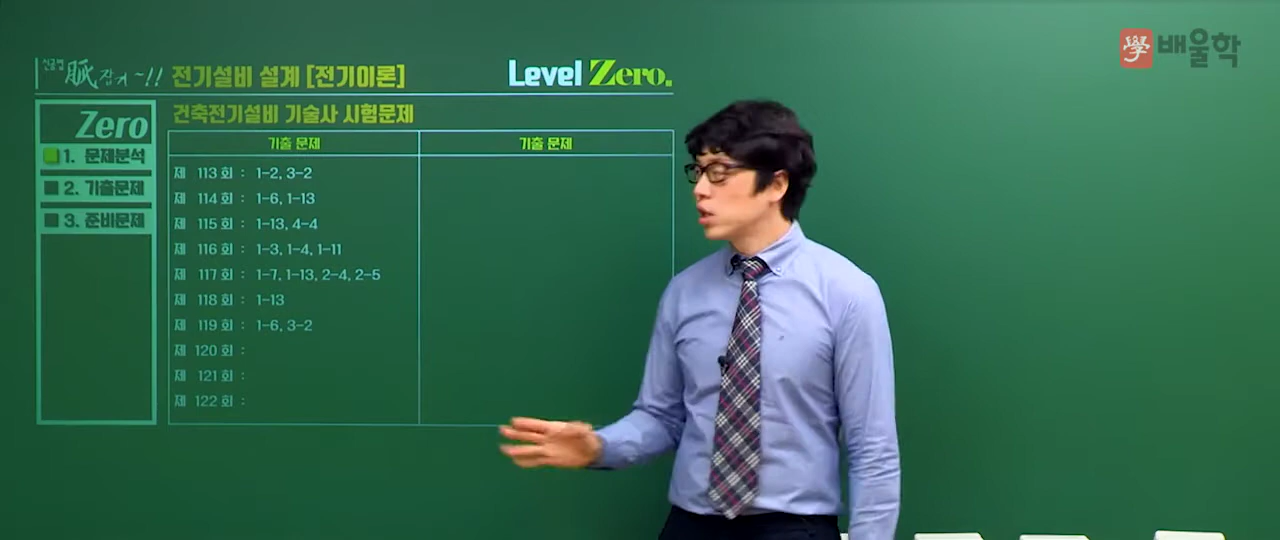 學 배울학
脈 잡기 ~!! 전기설비 설계 [전기이론] Level Zero.
Zero
1. 문제분석
2. 기출문제
3. 준비문제
건축전기설비 기술사 시험문제
기출 문제 기출 문제
제 113 회 : 1-2, 3-2
제 114 회 : 1-6, 1-13
제 115 회 : 1-13, 4-4
제 116 회 : 1-3, 1-4, 1-11
제 117 회 : 1-7, 1-13, 2-4, 2-5
제 118 회 : 1-13
제 119 회 : 1-6, 3-2
제 120 회 :
제 121 회 :
제 122 회 :